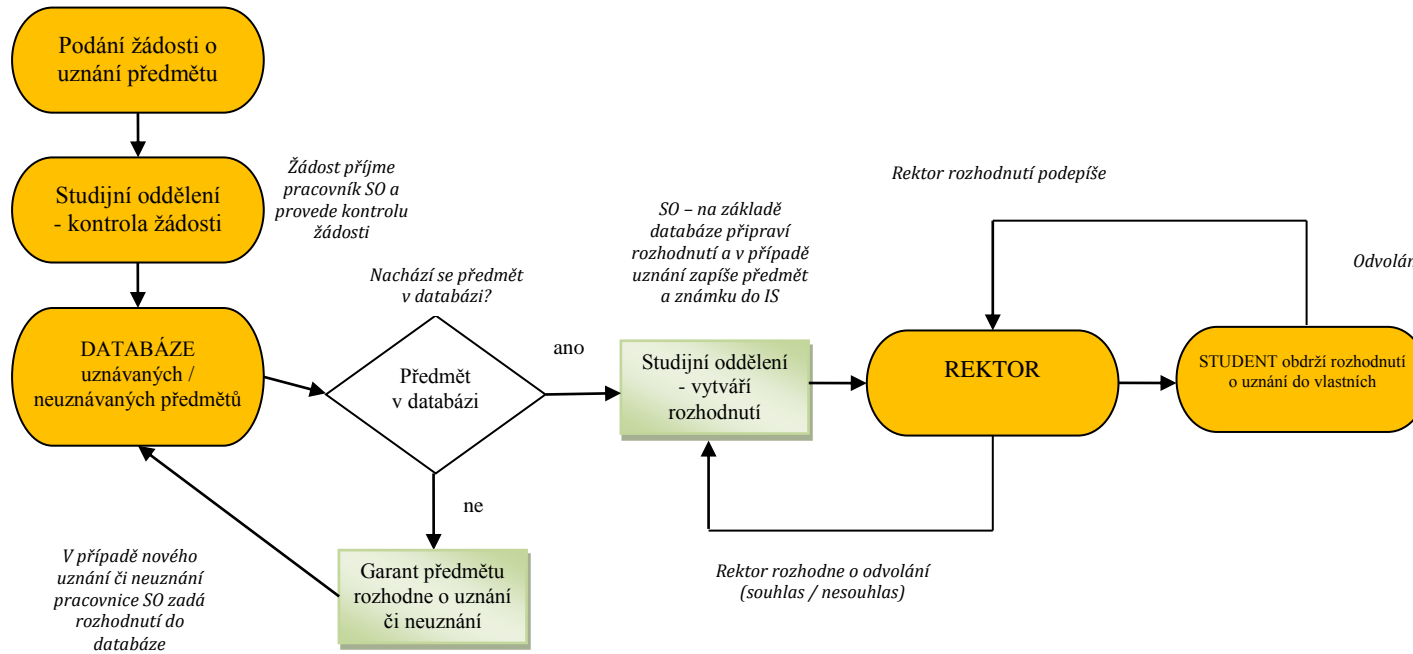 Podání žádosti o
uznání předmětu
Studijní oddělení
- kontrola žádosti
Žádost příjme
pracovník SO a
provede kontrolu
žádosti
DATABÁZE
uznávaných /
neuznávaných předmětů
Nachází se předmět
v databázi?
Předmět
v databázi
ano
ne
Garant předmětu
rozhodne o uznání
či neuznání
V případě nového
uznání či neuznání
pracovnice SO zadá
rozhodnutí do
databáze
SO – na základě
databáze připraví
rozhodnutí a v případě
uznání zapíše předmět
a známku do IS
Studijní oddělení
- vytváří
rozhodnutí
Rektor rozhodnutí podepíše
REKTOR
Rektor rozhodne o odvolání
(souhlas / nesouhlas)
STUDENT obdrží rozhodnutí
o uznání do vlastních